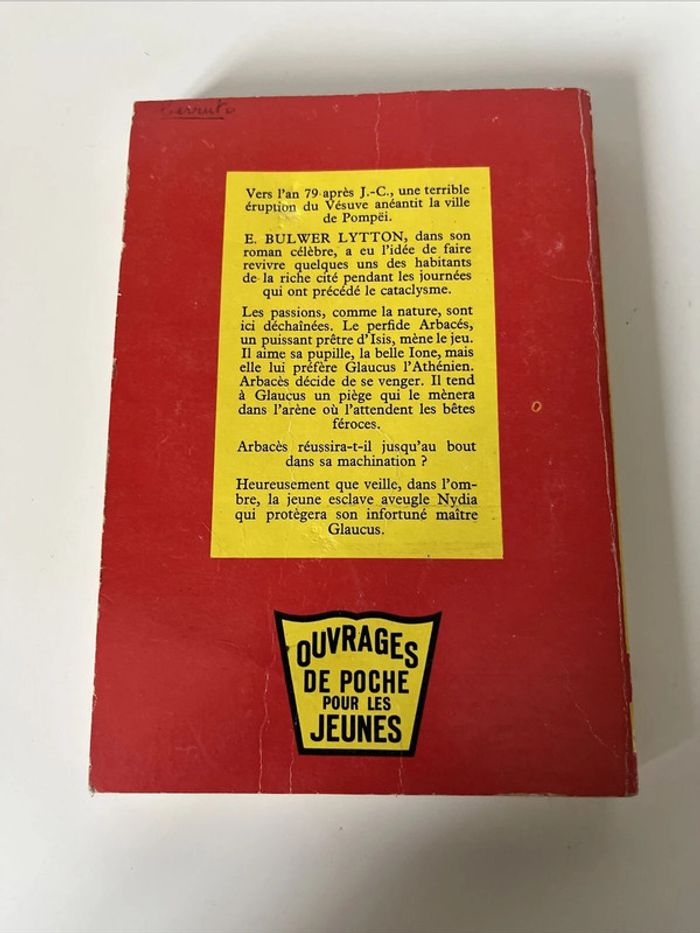 Vers l'an 79 après J.-C., une terrible
éruption du Vésuve anéantit la ville
de Pompëi.
E. BULWER LYTTON, dans son
roman célèbre, a eu l'idée de faire
revivre quelques uns des habitants
de la riche cité pendant les journées
qui ont précédé le cataclysme.
Les passions, comme la nature, sont
ici déchaînées. Le perfide Arbacés,
un puissant prêtre d'Isis, mène le jeu.
Il aime sa pupille, la belle Ione, mais
elle lui préfère Glaucus l'Athénien.
Arbacès décide de se venger. Il tend
à Glaucus un piège qui le mènera
dans l'arène où l'attendent les bêtes
féroces.
Arbacès réussira-t-il jusqu'au bout
dans sa machination ?
Heureusement que veille, dans l'om-
bre, la jeune esclave aveugle Nydia
qui protègera son infortuné maître
Glaucus.
OUVRAGES
DE POCHE
POUR LES
JEUNES